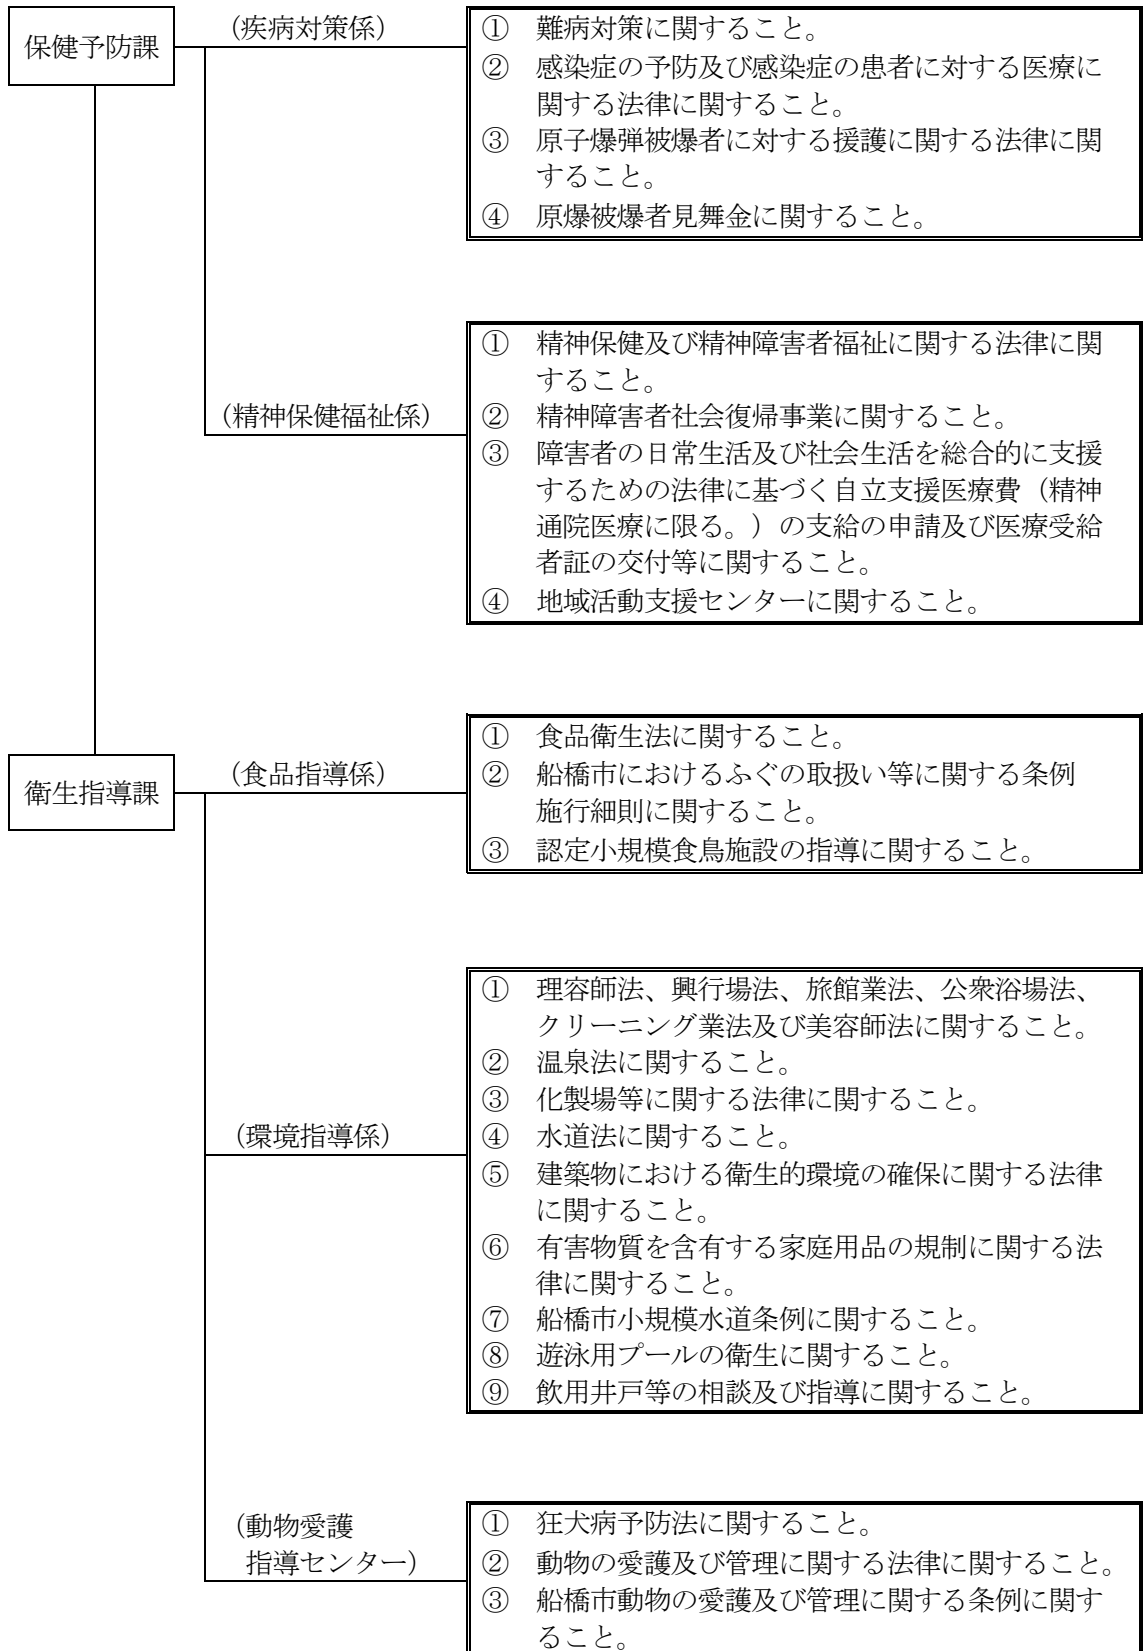 保健予防課
(疾病対策係)
① 難病対策に関すること。
② 感染症の予防及び感染症の患者に対する医療に
関する法律に関すること。
③ 原子爆弾被爆者に対する援護に関する法律に関
すること。
④ 原爆被爆者見舞金に関すること。
(精神保健福祉係)
① 精神保健及び精神障害者福祉に関する法律に関
すること。
② 精神障害者社会復帰事業に関すること。
③ 障害者の日常生活及び社会生活を総合的に支援
するための法律に基づく自立支援医療費(精神
通院医療に限る。)の支給の申請及び医療受給
者証の交付等に関すること。
④ 地域活動支援センターに関すること。
衛生指導課
(食品指導係)
① 食品衛生法に関すること。
② 船橋市におけるふぐの取扱い等に関する条例
施行細則に関すること。
③ 認定小規模食鳥施設の指導に関すること。
(環境指導係)
① 理容師法、興行場法、旅館業法、公衆浴場法、
クリーニング業法及び美容師法に関すること。
② 温泉法に関すること。
③ 化製場等に関する法律に関すること。
④ 水道法に関すること。
⑤ 建築物における衛生的環境の確保に関する法律
に関すること。
⑥ 有害物質を含有する家庭用品の規制に関する法
律に関すること。
⑦ 船橋市小規模水道条例に関すること。
⑧ 遊泳用プールの衛生に関すること。
⑨ 飲用井戸等の相談及び指導に関すること。
(動物愛護
指導センター)
① 狂犬病予防法に関すること。
② 動物の愛護及び管理に関する法律に関すること。
③ 船橋市動物の愛護及び管理に関する条例に関す
ること。